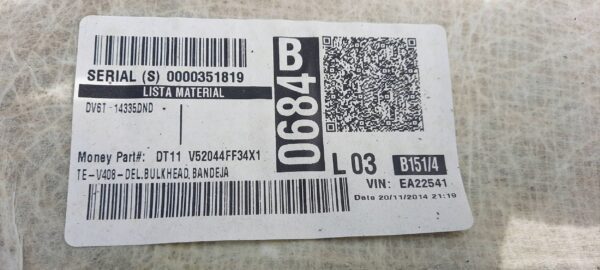 SERIAL (S) 0000351819
LISTA MATERIAL
DV6T-14335DND
Money Part#: DT11 V52044FF34X1
TE-V408-DEL.BULKHEAD, BANDEJA
B
0684
L 03 B151/4
VIN: EA22541
Date 20/11/2014 21:19